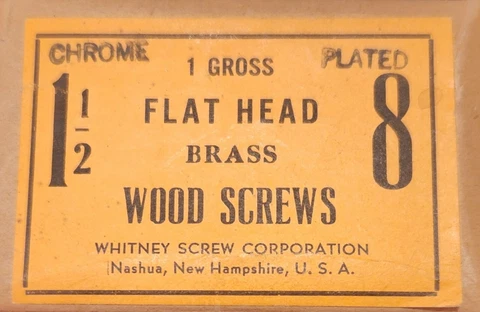 CHROME PLATED
1 GROSS
1 1/2 FLAT HEAD 8
BRASS
WOOD SCREWS
WHITNEY SCREW CORPORATION
Nashua, New Hampshire, U. S. A.